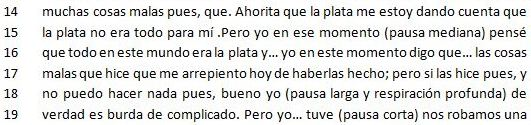 14 muchas cosas malas pues, que. Ahorita que la plata me estoy dando cuenta que
15 la plata no era todo para mí .Pero yo en ese momento (pausa mediana) pensé
16 que todo en este mundo era la plata y... yo en este momento digo que... las cosas
17 malas que hice que me arrepiento hoy de haberlas hecho; pero si las hice pues, y
18 no puedo hacer nada pues, bueno yo (pausa larga y respiración profunda) de
19 verdad es burda de complicado. Pero yo... tuve (pausa corta) nos robamos una